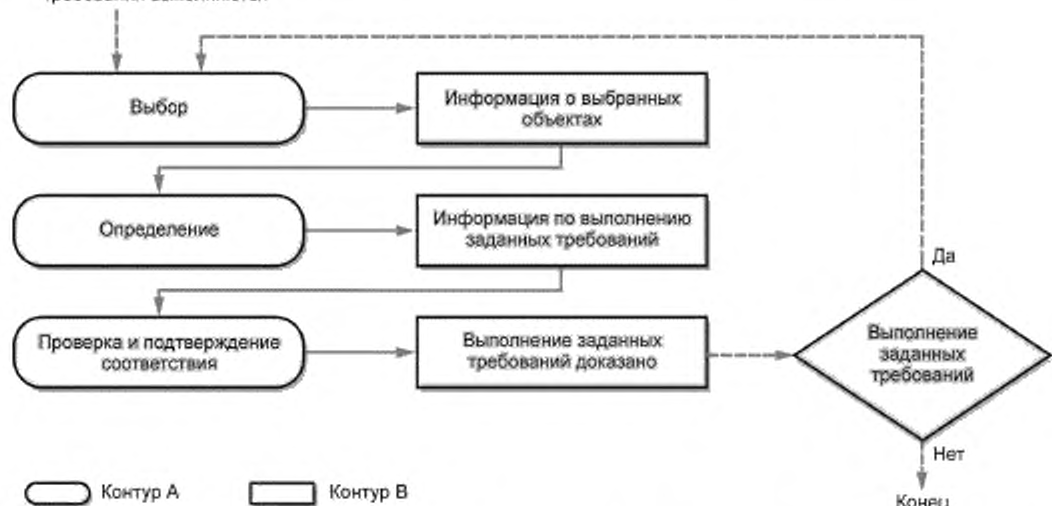 Выбор
Информация о выбранных
объектах
Определение
Информация по выполнению
заданных требований
Да
Проверка и подтверждение
соответствия
Выполнение заданных
требований доказано
Выполнение
заданных
требований
Нет
Контур А
Контур В
Конец